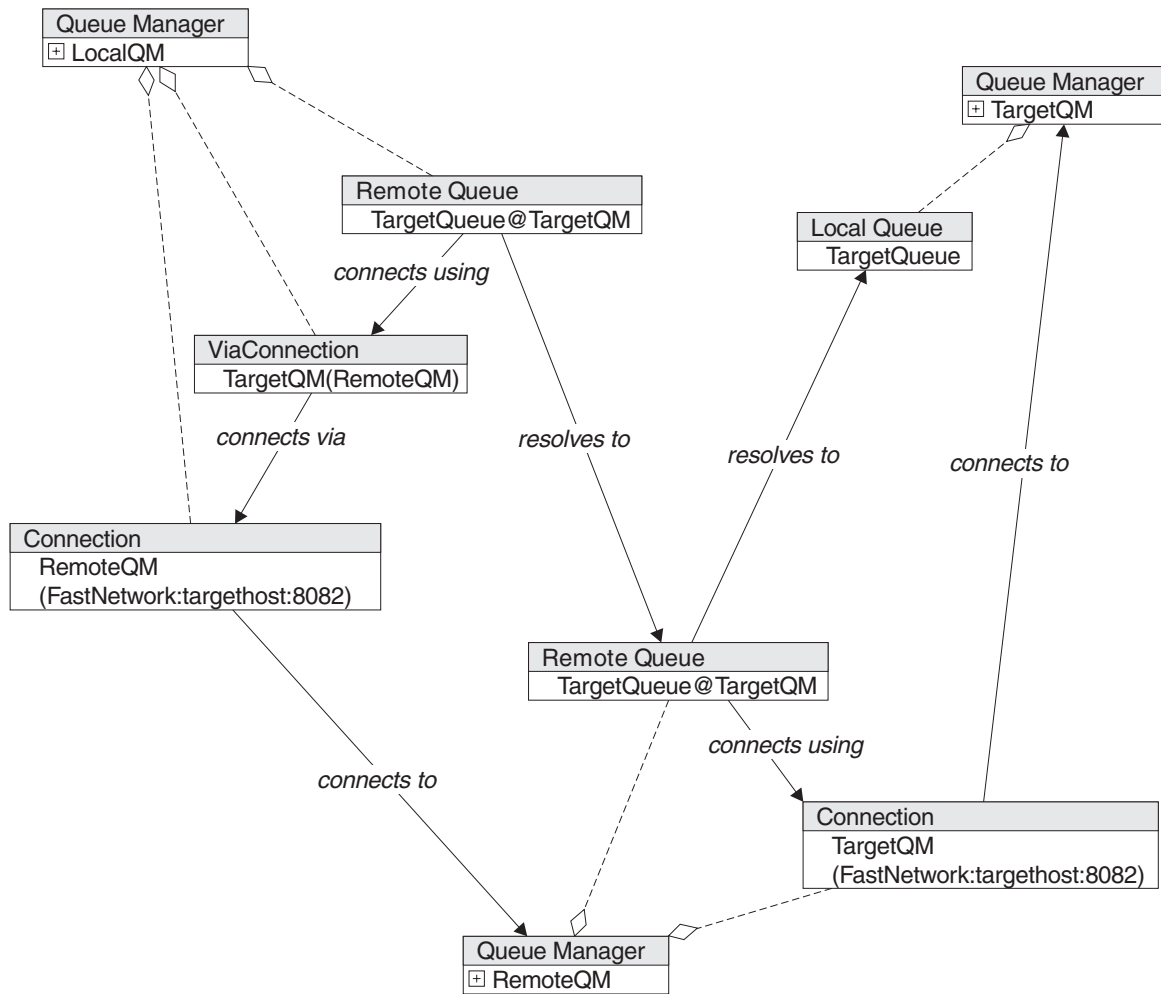 Queue Manager
+ LocalQM
Queue Manager
+ TargetQM
Remote Queue
TargetQueue@TargetQM
Local Queue
TargetQueue
connects using
ViaConnection
TargetQM(RemoteQM)
connects via
resolves to
resolves to
connects to
Connection
RemoteQM
(FastNetwork:targethost:8082)
Remote Queue
TargetQueue@TargetQM
connects using
connects to
Connection
TargetQM
(FastNetwork:targethost:8082)
Queue Manager
+ RemoteQM